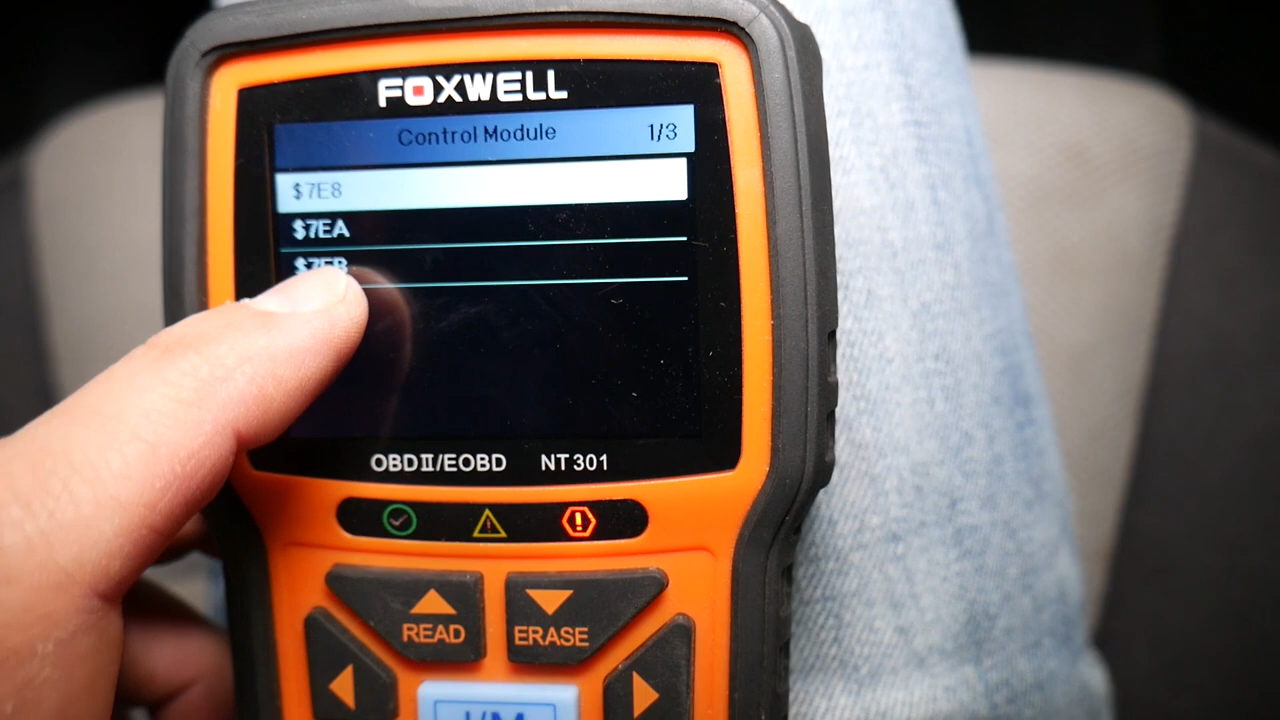 FOXWELL
Control Module 1/3
$7E8
$7EA
OBDII/EOBD NT301
READ
ERASE
I/M